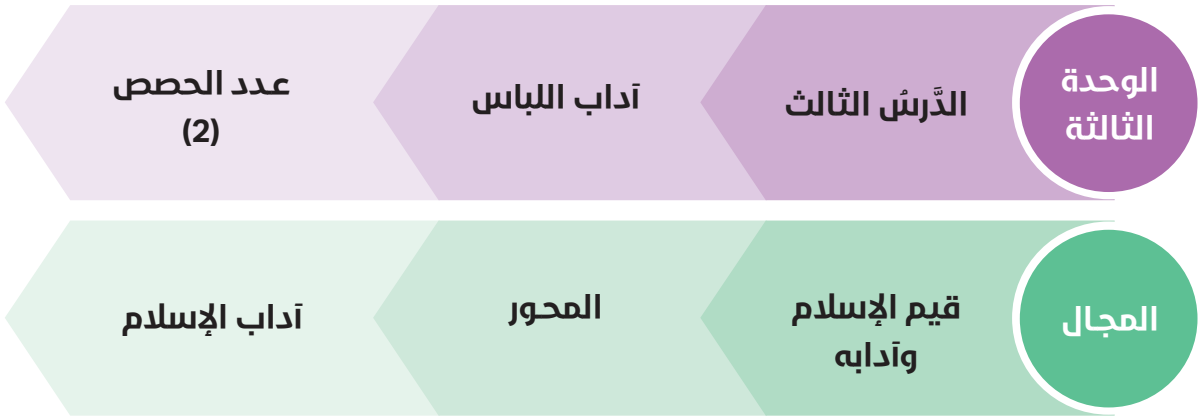 الوحدة
الثالثة
الدَّرسُ الثالث
آداب اللباس
عدد الحصص
(2)
المجال
قيم الإسلام
وآدابه
المحور
آداب الإسلام